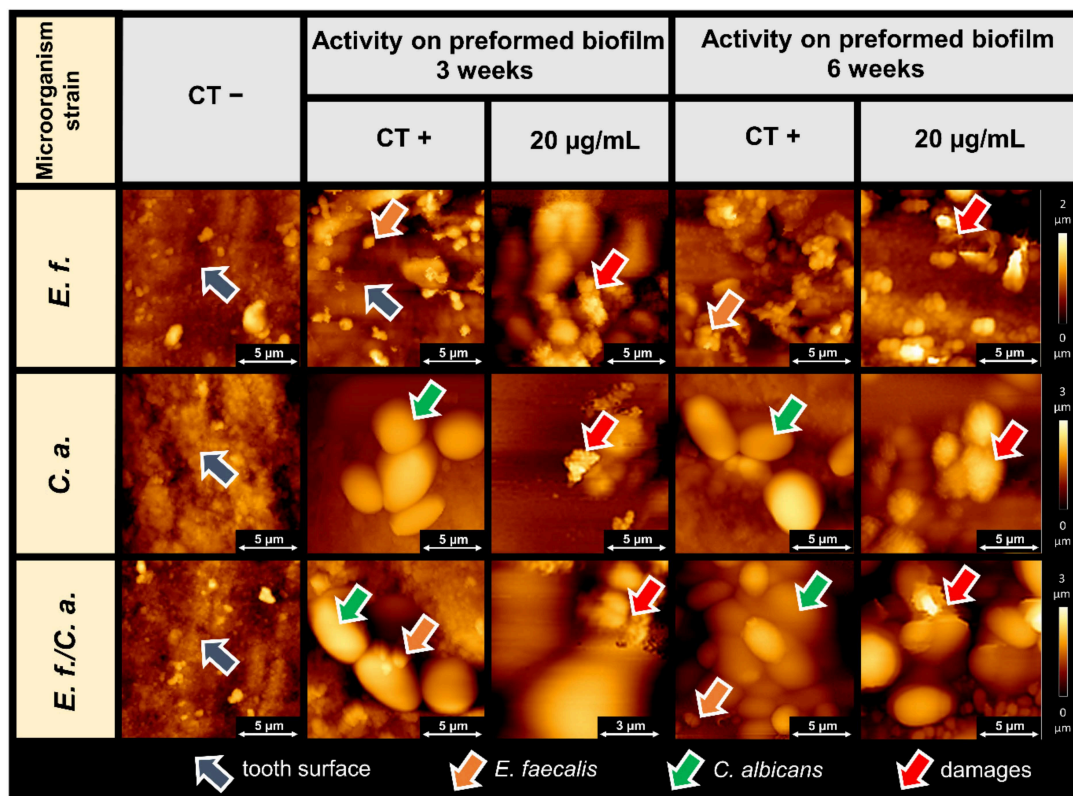 Microorganism
strain
CT −
Activity on preformed biofilm
3 weeks
Activity on preformed biofilm
6 weeks
CT +
20 µg/mL
CT +
20 µg/mL
E. f.
5 µm
5 µm
5 µm
5 µm
5 µm
2
µm
0
µm
C. a.
5 µm
5 µm
5 µm
5 µm
5 µm
3
µm
0
µm
E. f./C. a.
5 µm
5 µm
3 µm
5 µm
5 µm
3
µm
0
µm
tooth surface
E. faecalis
C. albicans
damages